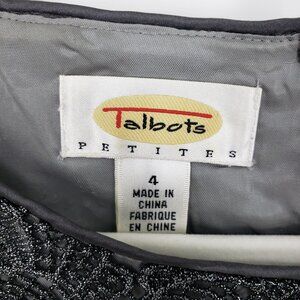 Talbots
PETITES
4
MADE IN
CHINA
FABRIQUE
EN CHINE